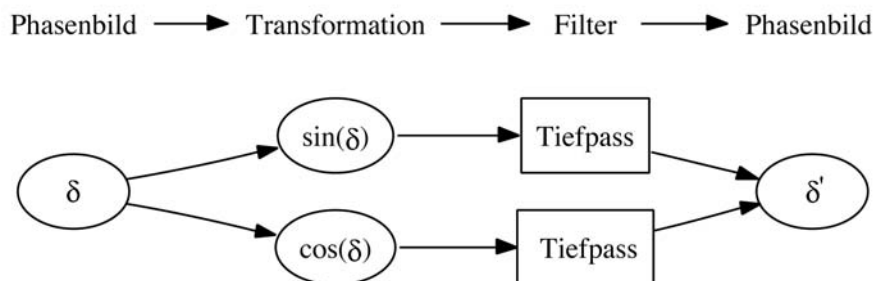 Phasenbild Transformation Filter Phasenbild
sin(δ) Tiefpass
δ δ'
cos(δ) Tiefpass